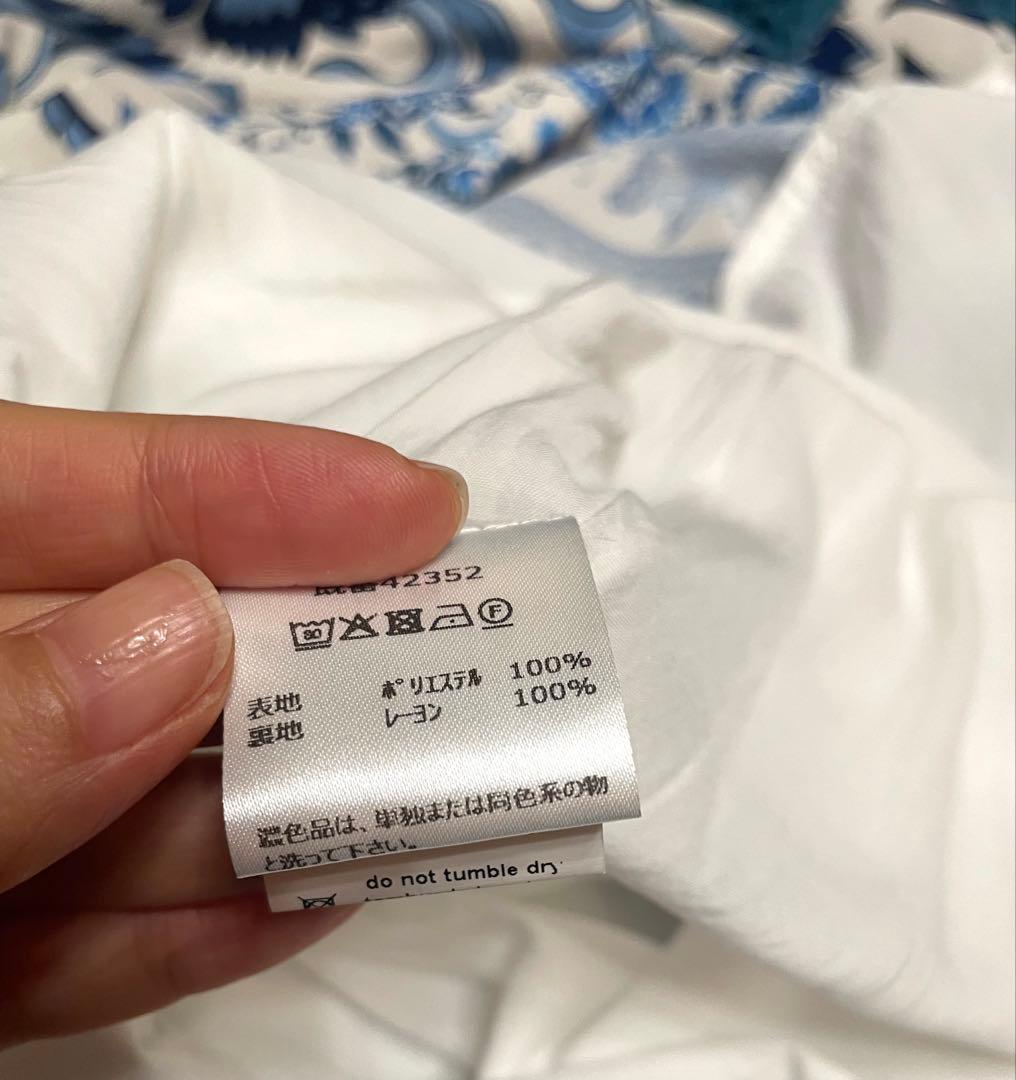 42352
30 F
表地 ポリエステル 100%
裏地 レーヨン 100%
濃色品は、単独または同色系の物
と洗って下さい。
do not tumble dry